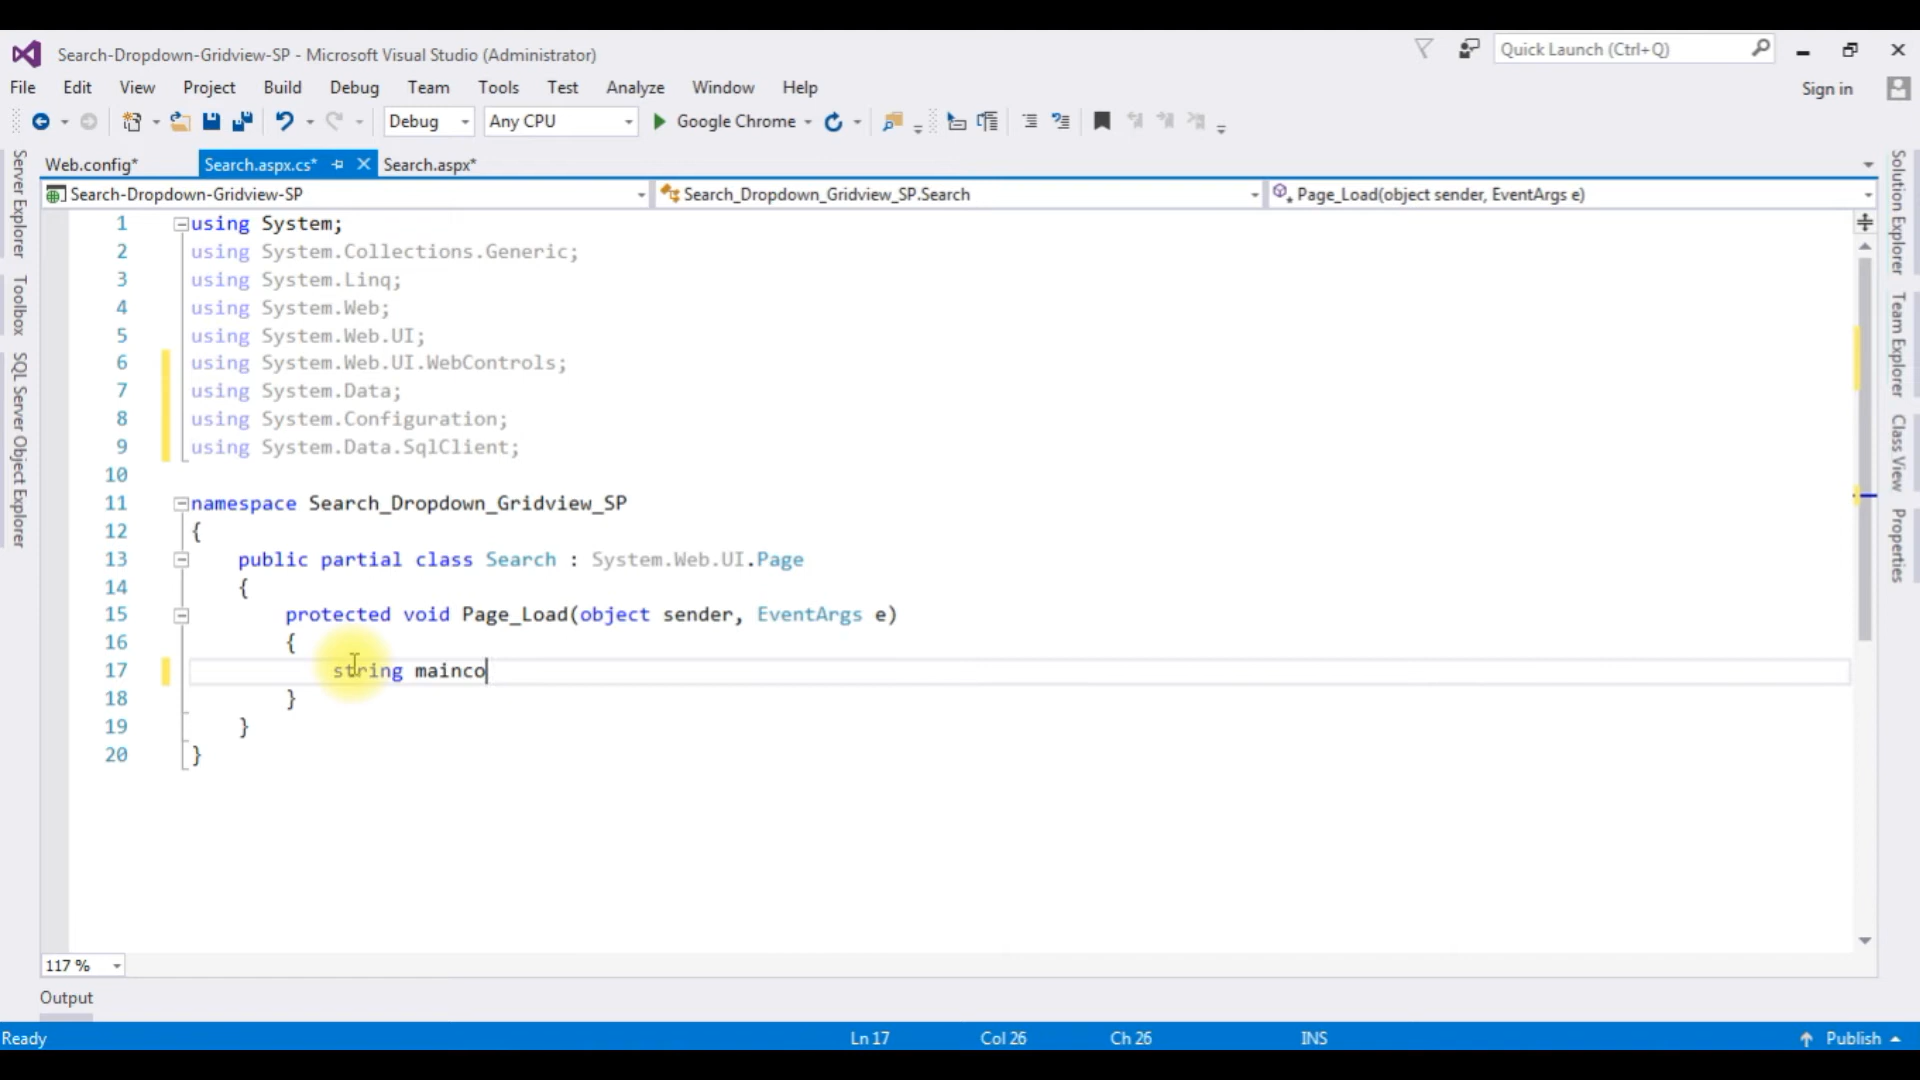 Search-Dropdown-Gridview-SP - Microsoft Visual Studio (Administrator)
Quick Launch (Ctrl+Q)
File Edit View Project Build Debug Team Tools Test Analyze Window Help
Sign in
Debug Any CPU Google Chrome
Web.config* Search.aspx.cs* Search.aspx*
Search-Dropdown-Gridview-SP Search_Dropdown_Gridview_SP.Search Page_Load(object sender, EventArgs e)
1 using System;
2 using System.Collections.Generic;
3 using System.Linq;
4 using System.Web;
5 using System.Web.UI;
6 using System.Web.UI.WebControls;
7 using System.Data;
8 using System.Configuration;
9 using System.Data.SqlClient;
10
11 namespace Search_Dropdown_Gridview_SP
12 {
13 public partial class Search : System.Web.UI.Page
14 {
15 protected void Page_Load(object sender, EventArgs e)
16 {
17 string mainco
18 }
19 }
20 }
Server Explorer
Toolbox
SQL Server Object Explorer
Solution Explorer
Team Explorer
Class View
Properties
117 %
Output
Ready Ln 17 Col 26 Ch 26 INS Publish